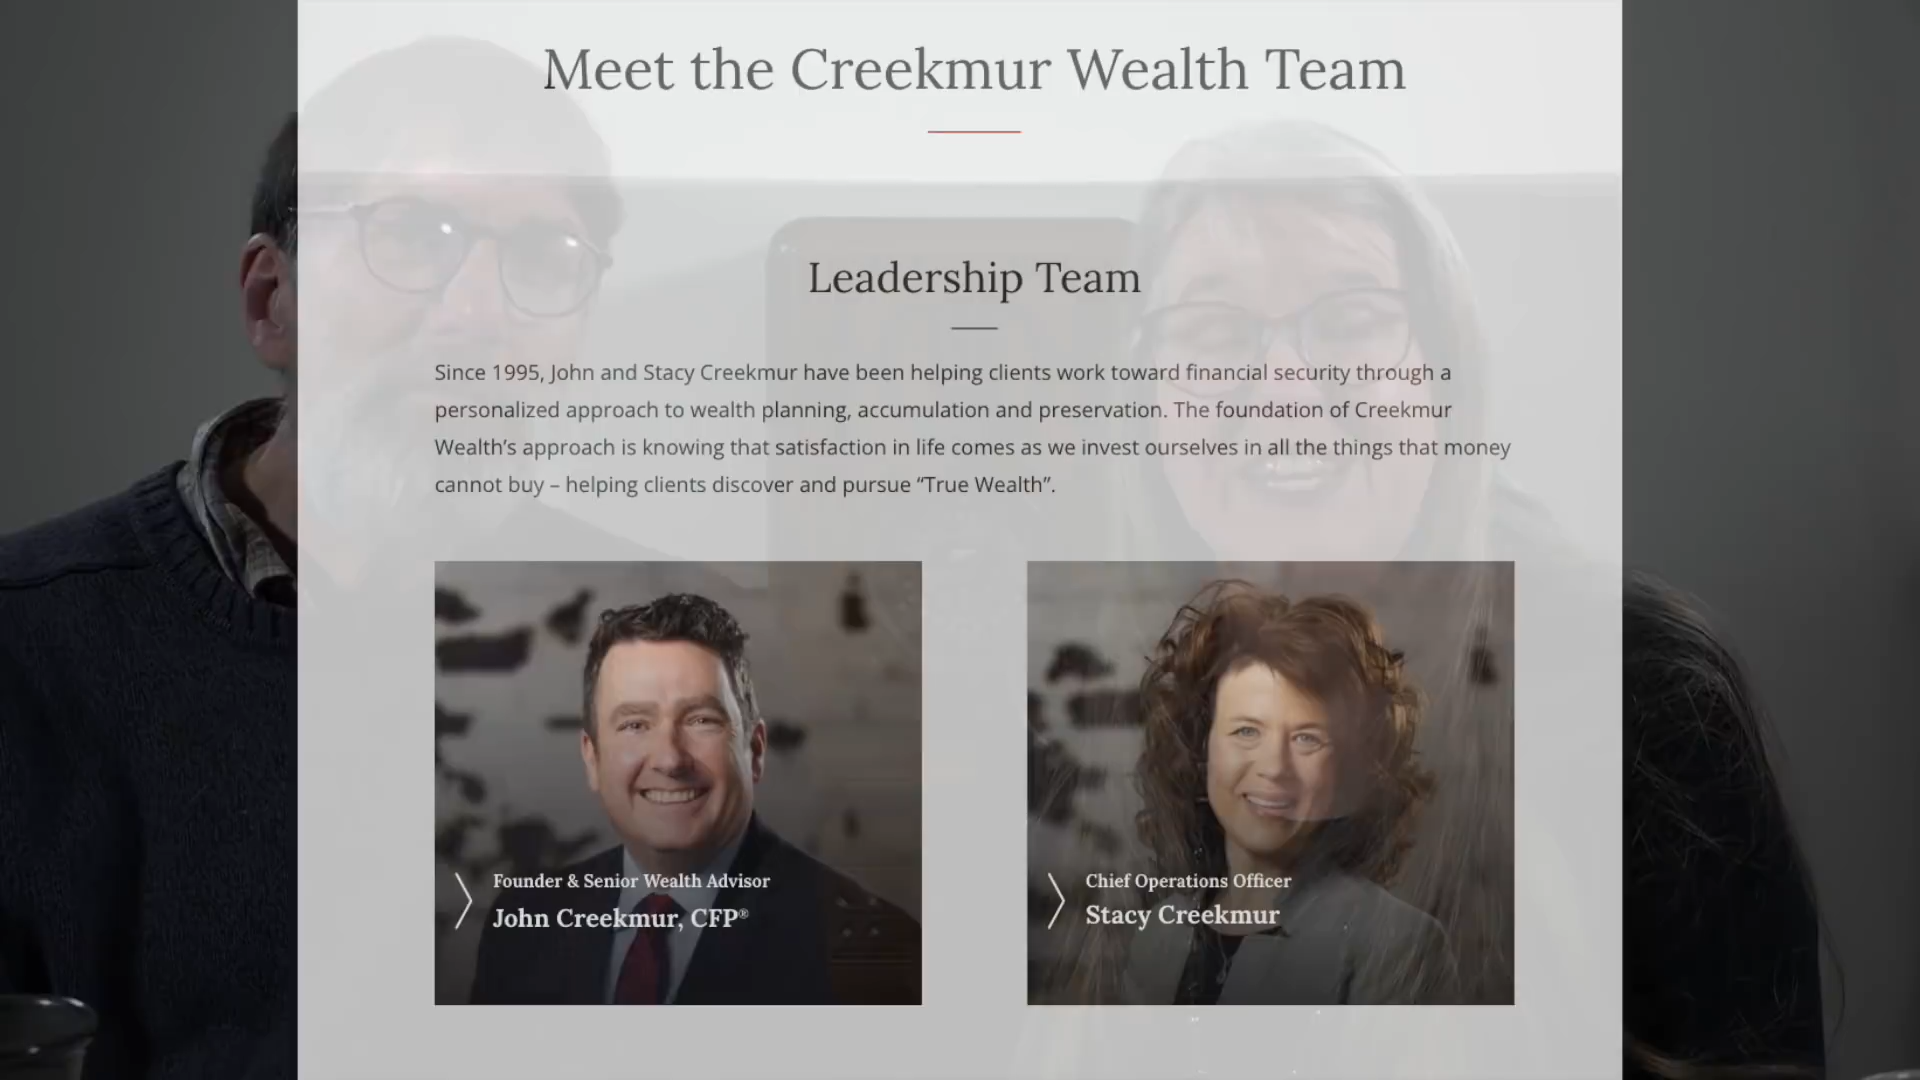 Meet the Creekmur Wealth Team
Leadership Team
Since 1995, John and Stacy Creekmur have been helping clients work toward financial security through a
personalized approach to wealth planning, accumulation and preservation. The foundation of Creekmur
Wealth’s approach is knowing that satisfaction in life comes as we invest ourselves in all the things that money
cannot buy – helping clients discover and pursue “True Wealth”.
Founder & Senior Wealth Advisor
John Creekmur, CFP®
Chief Operations Officer
Stacy Creekmur